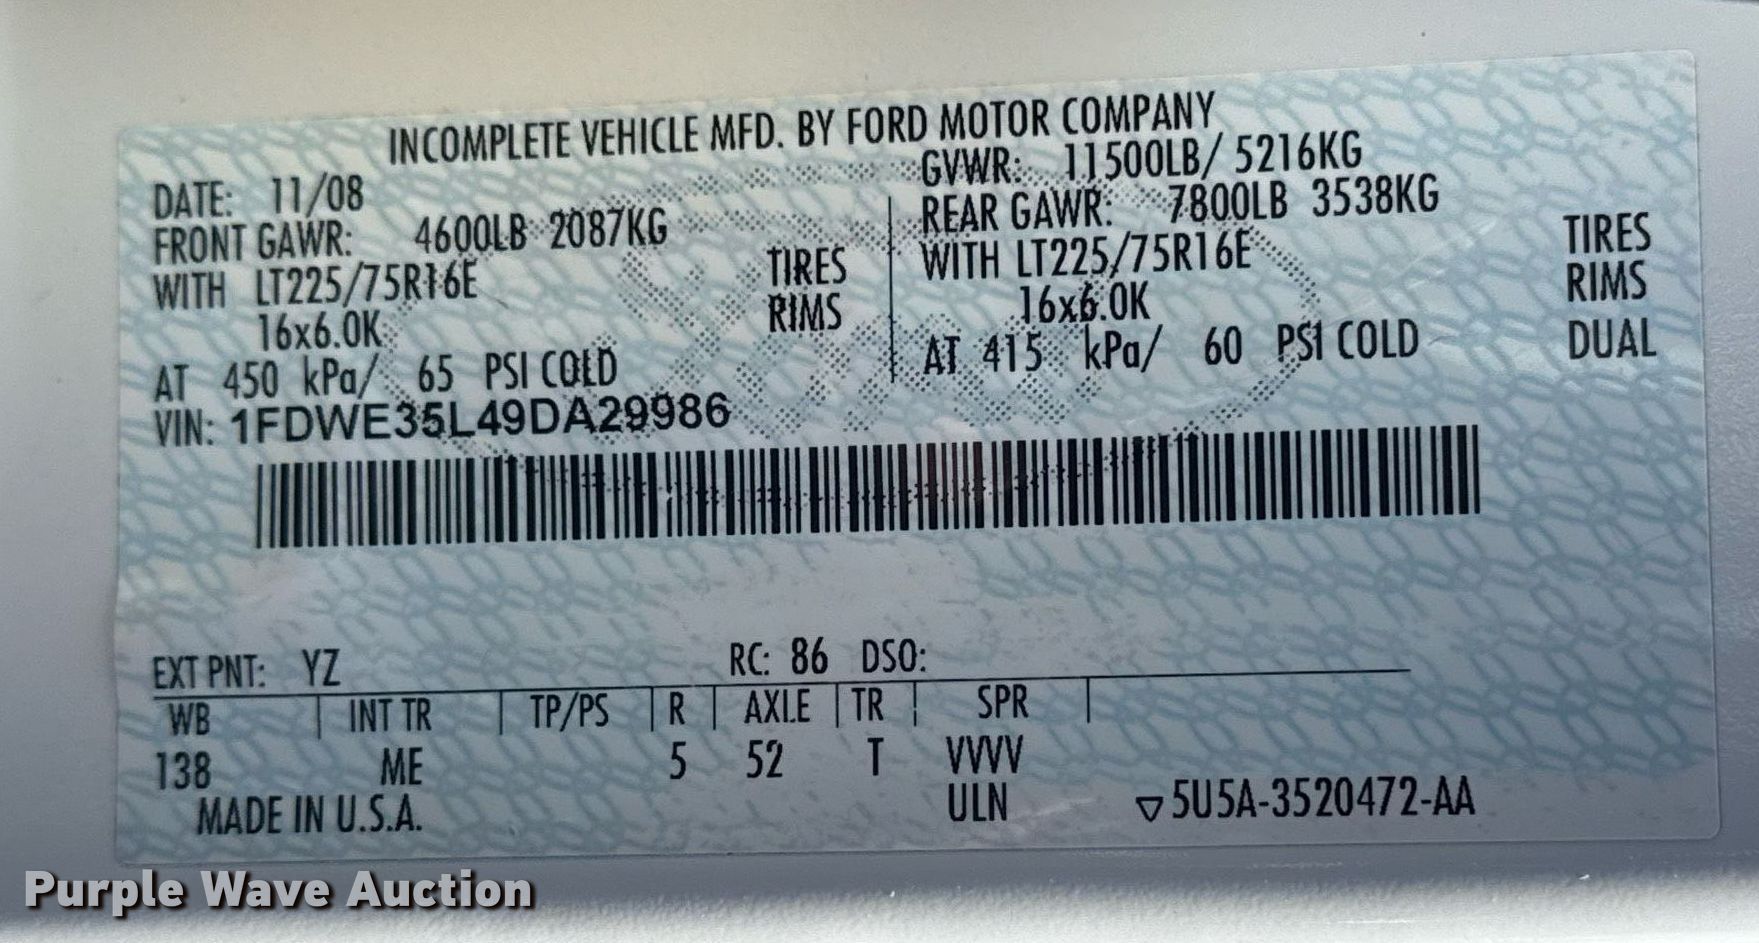 INCOMPLETE VEHICLE MFD. BY FORD MOTOR COMPANY
DATE: 11/08 GVWR: 11500LB/ 5216KG
FRONT GAWR: 4600LB 2087KG REAR GAWR: 7800LB 3538KG
WITH LT225/75R16E TIRES WITH LT225/75R16E TIRES
16x6.0K RIMS 16x6.0K RIMS
AT 450 kPa/ 65 PSI COLD AT 415 kPa/ 60 PSI COLD DUAL
VIN: 1FDWE35L49DA29986
EXT PNT: YZ RC: 86 DSO:
WB INT TR TP/PS R AXLE TR SPR
138 ME 5 52 T VVVV
MADE IN U.S.A. ULN ▽5U5A-3520472-AA
Purple Wave Auction